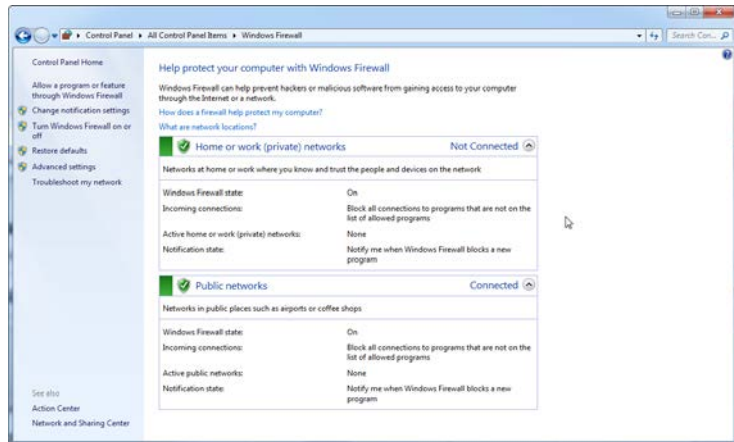 Control Panel ▸ All Control Panel Items ▸ Windows Firewall
Search Con...
Control Panel Home
Allow a program or feature
through Windows Firewall
Change notification settings
Turn Windows Firewall on or
off
Restore defaults
Advanced settings
Troubleshoot my network
See also
Action Center
Network and Sharing Center
Help protect your computer with Windows Firewall
Windows Firewall can help prevent hackers or malicious software from gaining access to your computer
through the Internet or a network.
How does a firewall help protect my computer?
What are network locations?
Home or work (private) networks Not Connected
Networks at home or work where you know and trust the people and devices on the network
Windows Firewall state: On
Incoming connections: Block all connections to programs that are not on the
list of allowed programs
Active home or work (private) networks: None
Notification state: Notify me when Windows Firewall blocks a new
program
Public networks Connected
Networks in public places such as airports or coffee shops
Windows Firewall state: On
Incoming connections: Block all connections to programs that are not on the
list of allowed programs
Active public networks: None
Notification state: Notify me when Windows Firewall blocks a new
program